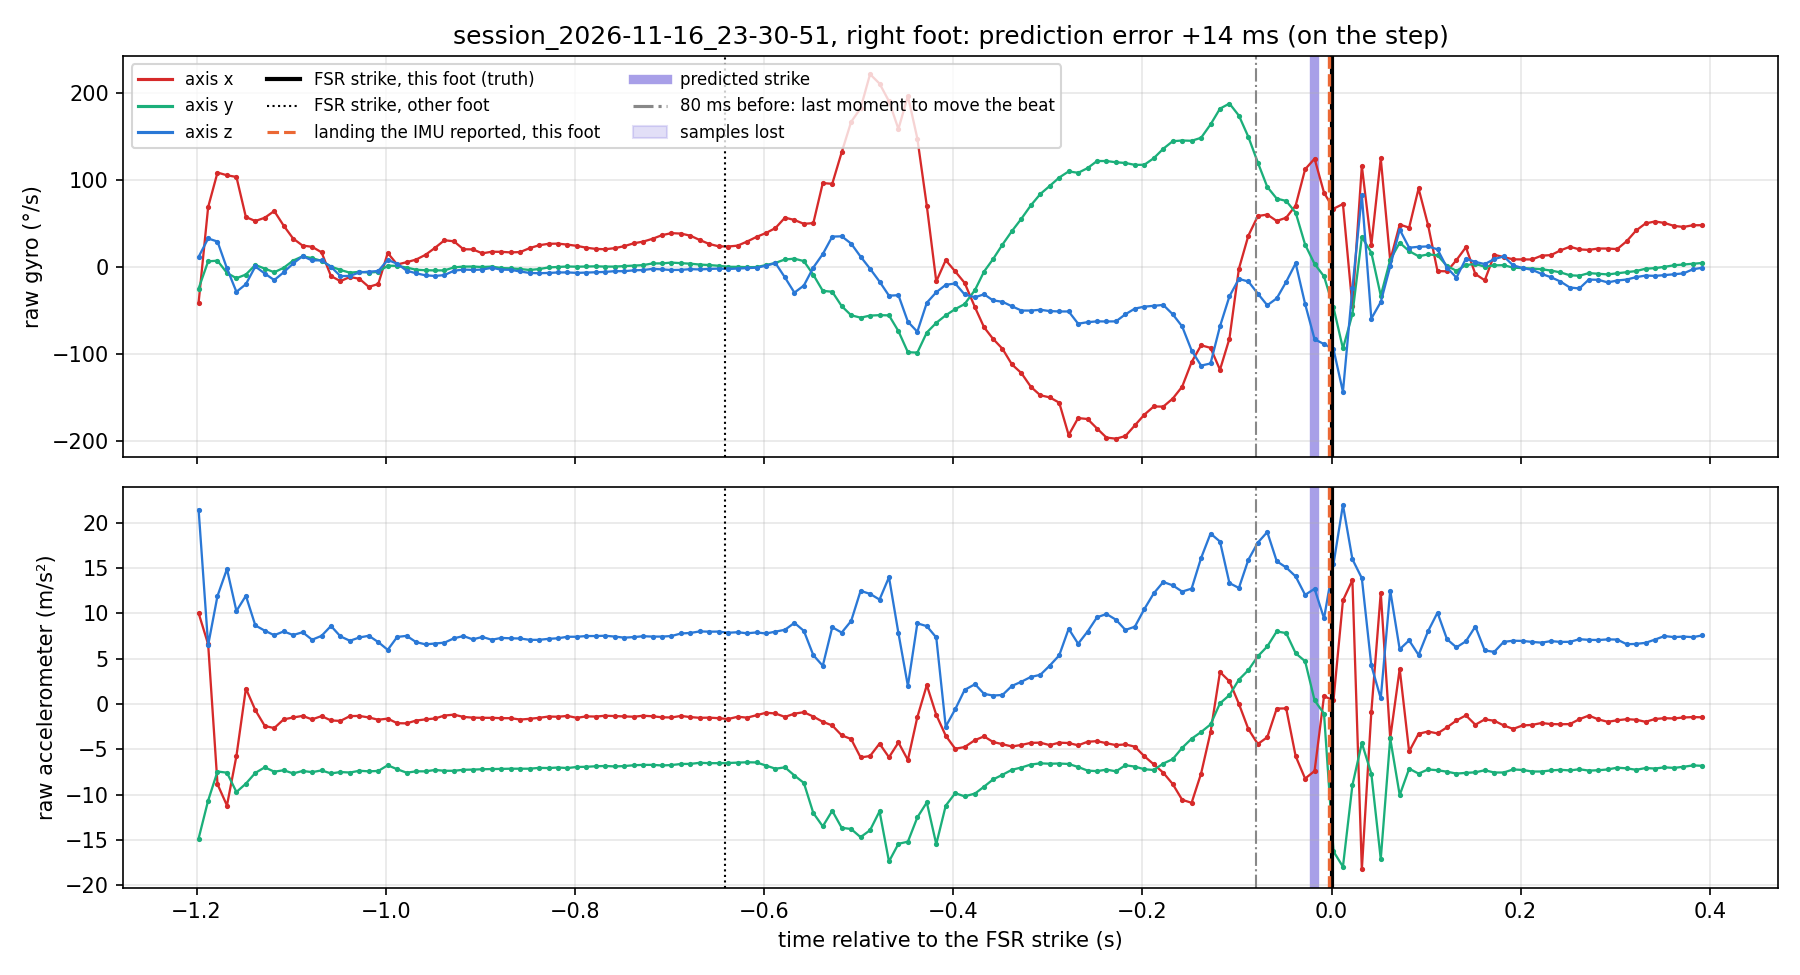 session_2026-11-16_23-30-51, right foot: prediction error +14 ms (on the step)
axis x
axis y
axis z
FSR strike, this foot (truth)
FSR strike, other foot
landing the IMU reported, this foot
predicted strike
80 ms before: last moment to move the beat
samples lost
raw gyro (°/s)
200
100
0
−100
−200
raw accelerometer (m/s²)
20
15
10
5
0
−5
−10
−15
−20
−1.2 −1.0 −0.8 −0.6 −0.4 −0.2 0.0 0.2 0.4
time relative to the FSR strike (s)